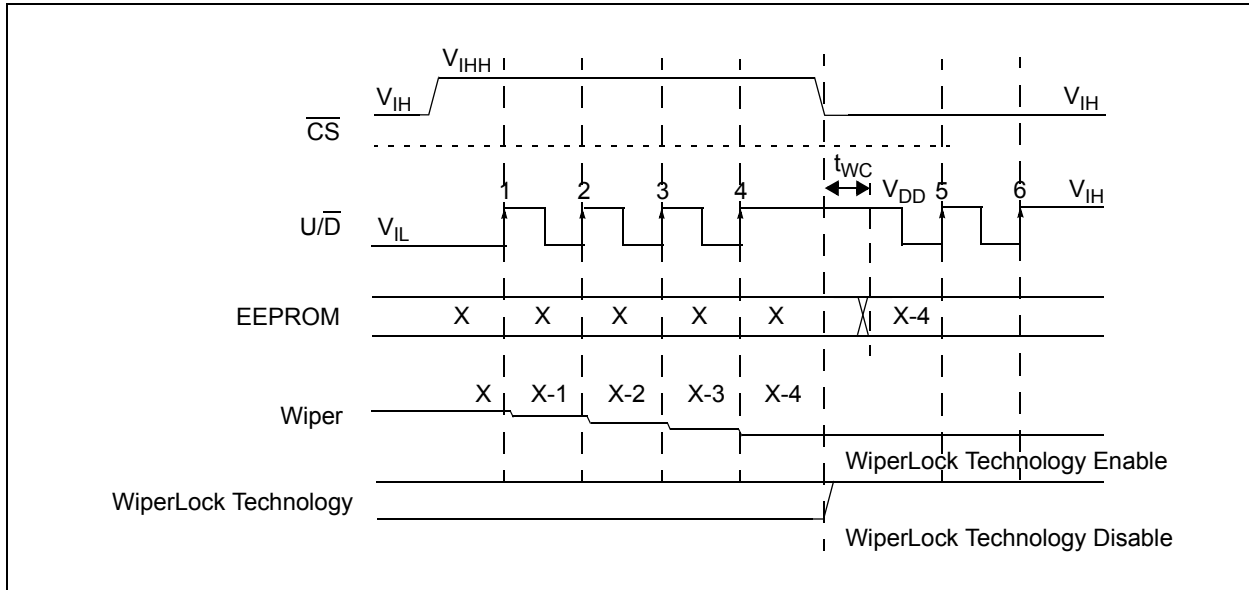 V_IHH
V_IH V_IH
C̅S̅
t_WC
1 2 3 4 V_DD 5 6 V_IH
U/D̅ V_IL
EEPROM X X X X X X-4
X X-1 X-2 X-3 X-4
Wiper
WiperLock Technology Enable
WiperLock Technology
WiperLock Technology Disable